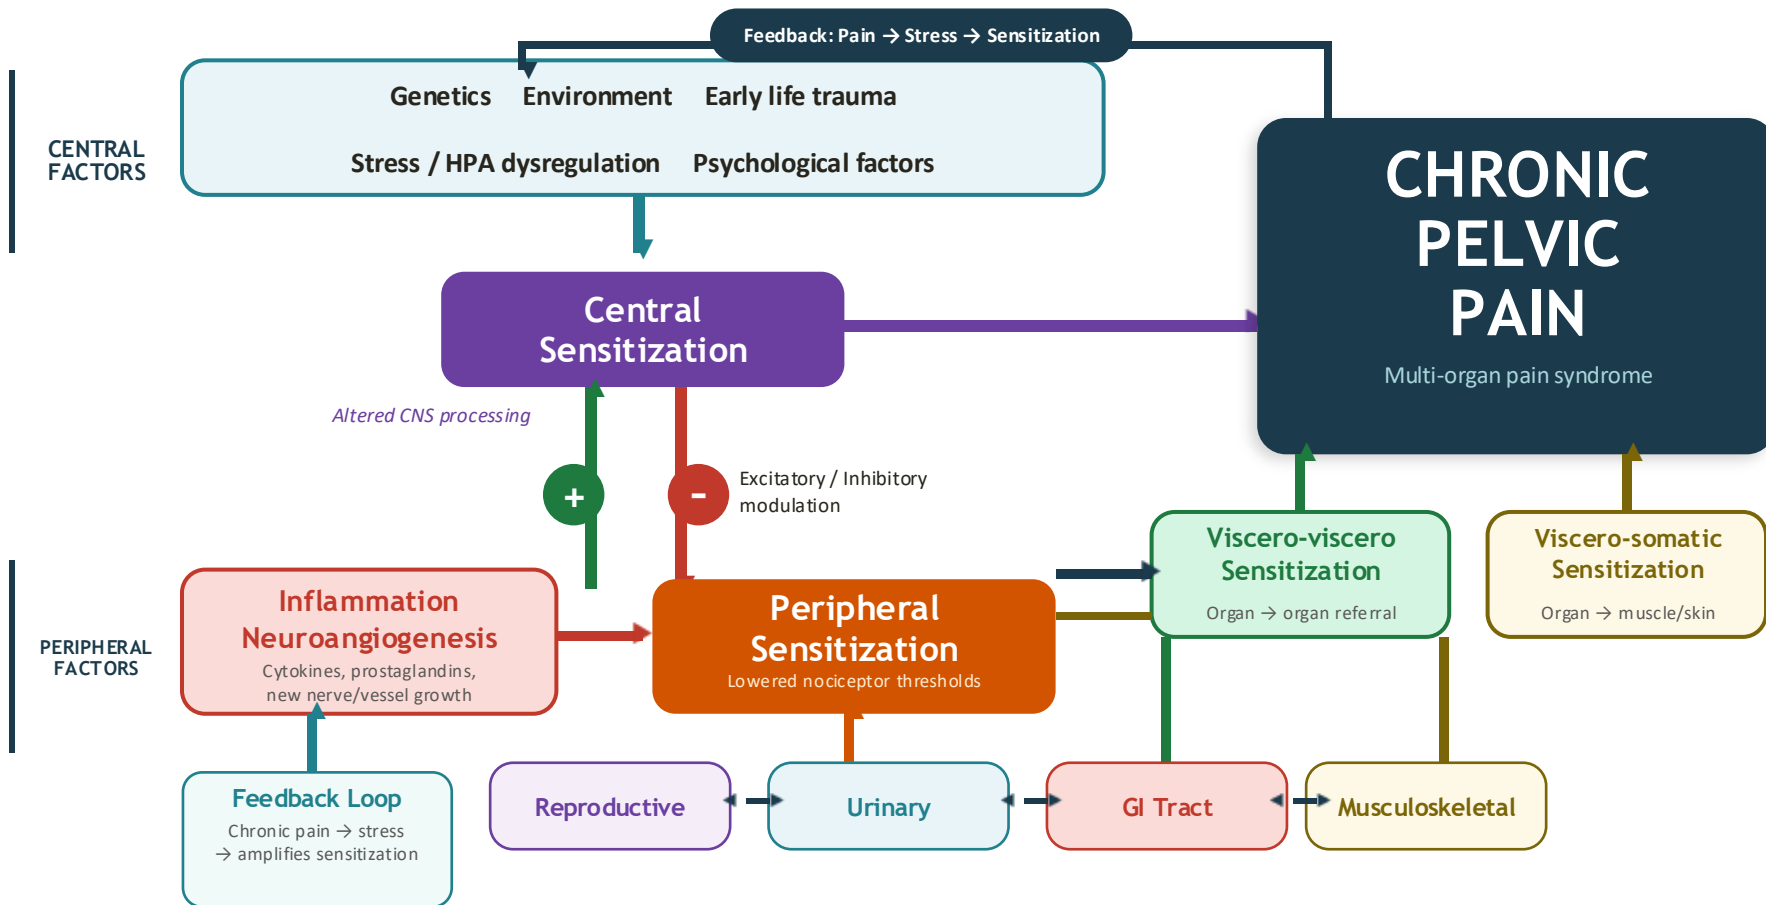 Feedback: Pain → Stress → Sensitization
Genetics Environment Early life trauma
Stress / HPA dysregulation Psychological factors
CENTRAL
FACTORS
CHRONIC
PELVIC
PAIN
Multi-organ pain syndrome
Central
Sensitization
Altered CNS processing
+
-
Excitatory / Inhibitory
modulation
Viscero-viscero
Sensitization
Organ → organ referral
Viscero-somatic
Sensitization
Organ → muscle/skin
PERIPHERAL
FACTORS
Inflammation
Neuroangiogenesis
Cytokines, prostaglandins,
new nerve/vessel growth
Peripheral
Sensitization
Lowered nociceptor thresholds
Feedback Loop
Chronic pain → stress
→ amplifies sensitization
Reproductive
Urinary
GI Tract
Musculoskeletal